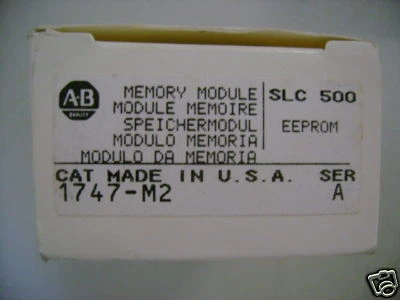 A-B
QUALITY
MEMORY MODULE
MODULE MEMOIRE
SPEICHERMODUL
MODULO MEMORIA
MODULO DA MEMORIA
SLC 500
EEPROM
CAT MADE IN U.S.A. SER
1747-M2 A